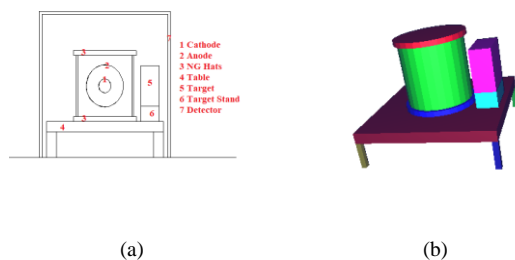 3
7
1 Cathode
2
2 Anode
1
3 NG Hats
5
4 Table
5 Target
6
6 Target Stand
3
7 Detector
4
(a)
(b)